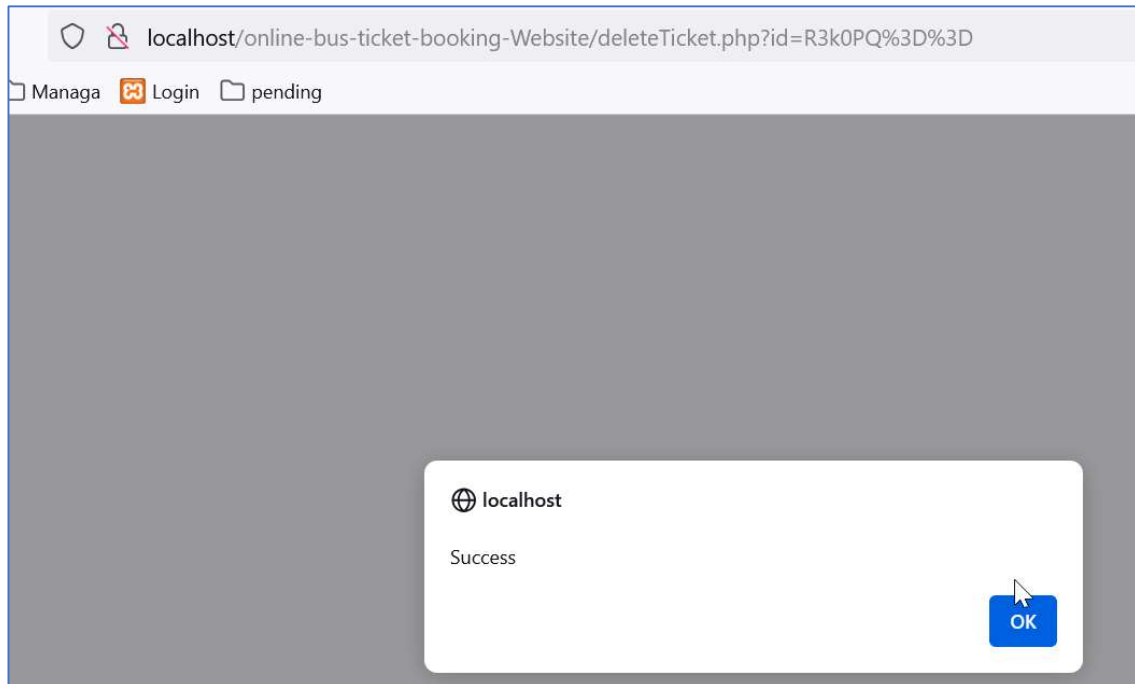 localhost/online-bus-ticket-booking-Website/deleteTicket.php?id=R3k0PQ%3D%3D
Managa Login pending
localhost
Success
OK